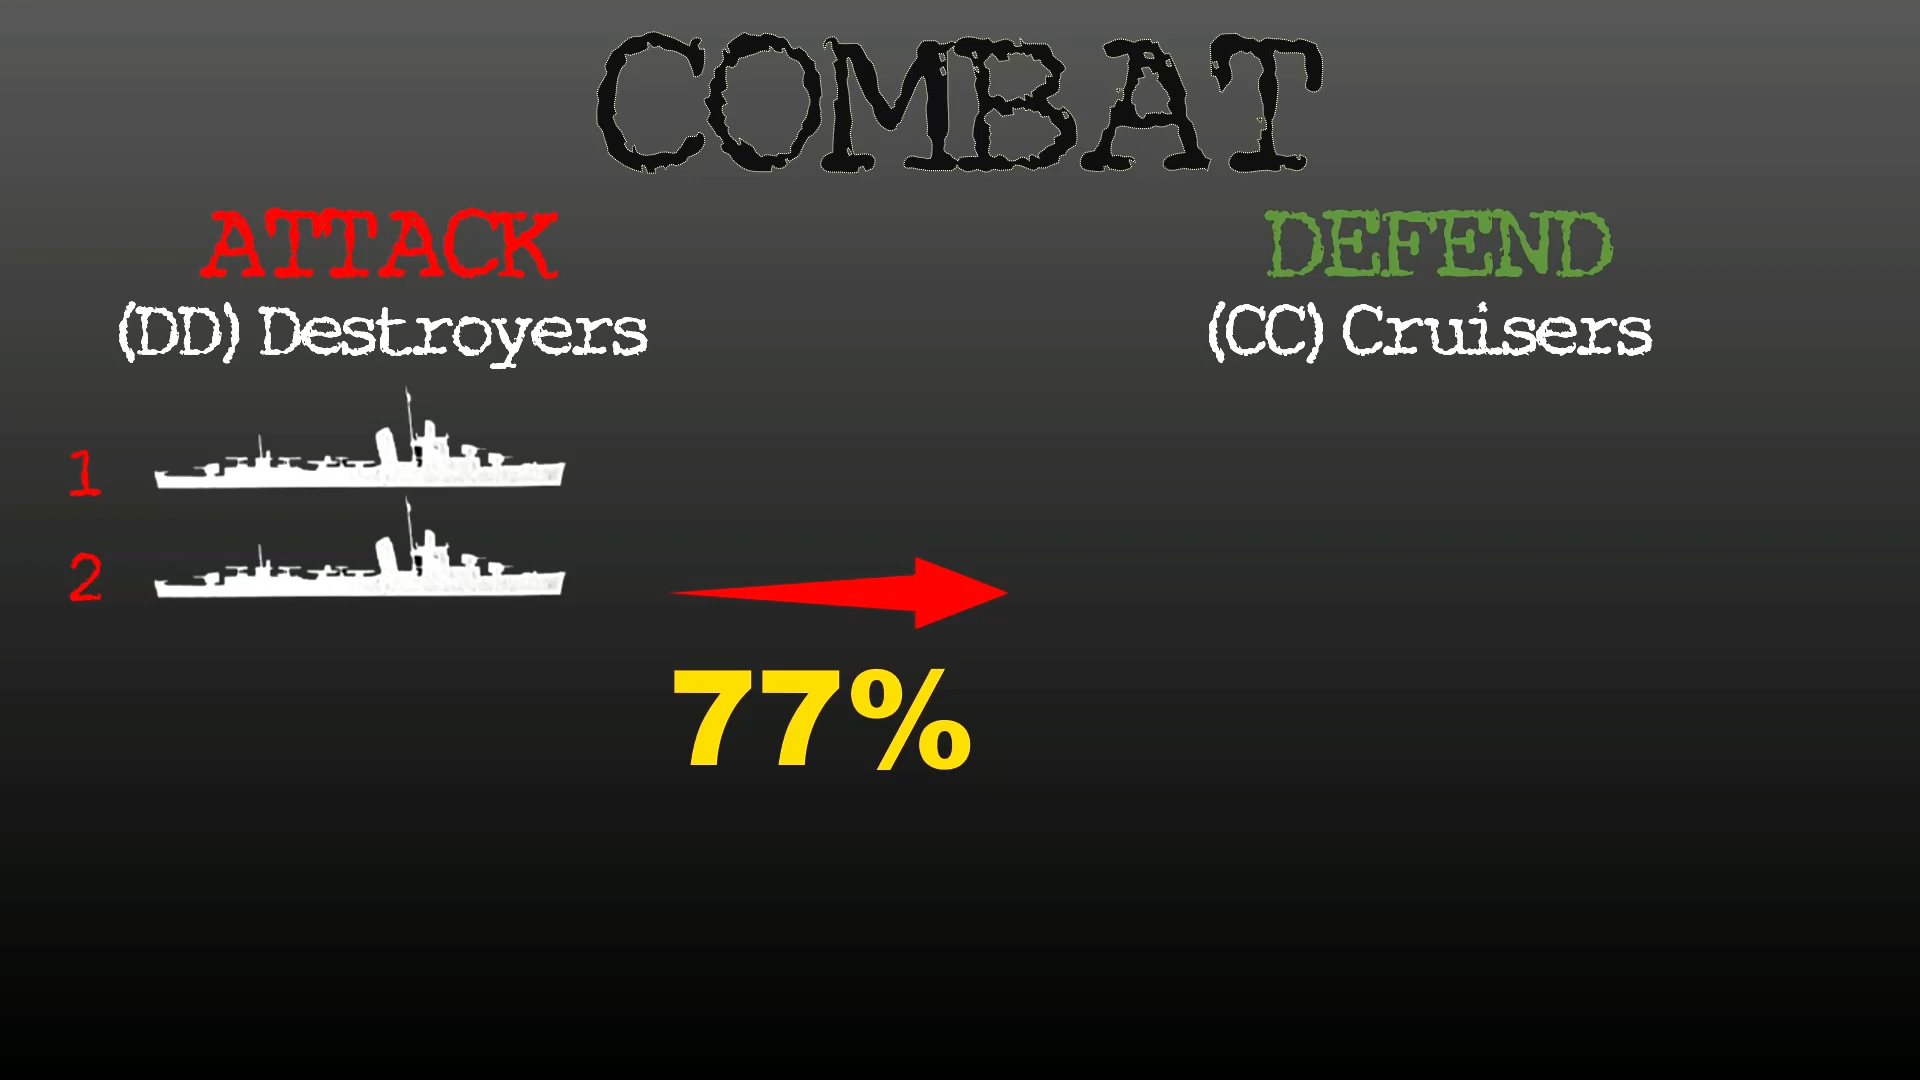 COMBAT
ATTACK
DEFEND
(DD) Destroyers
(CC) Cruisers
1
2
77%